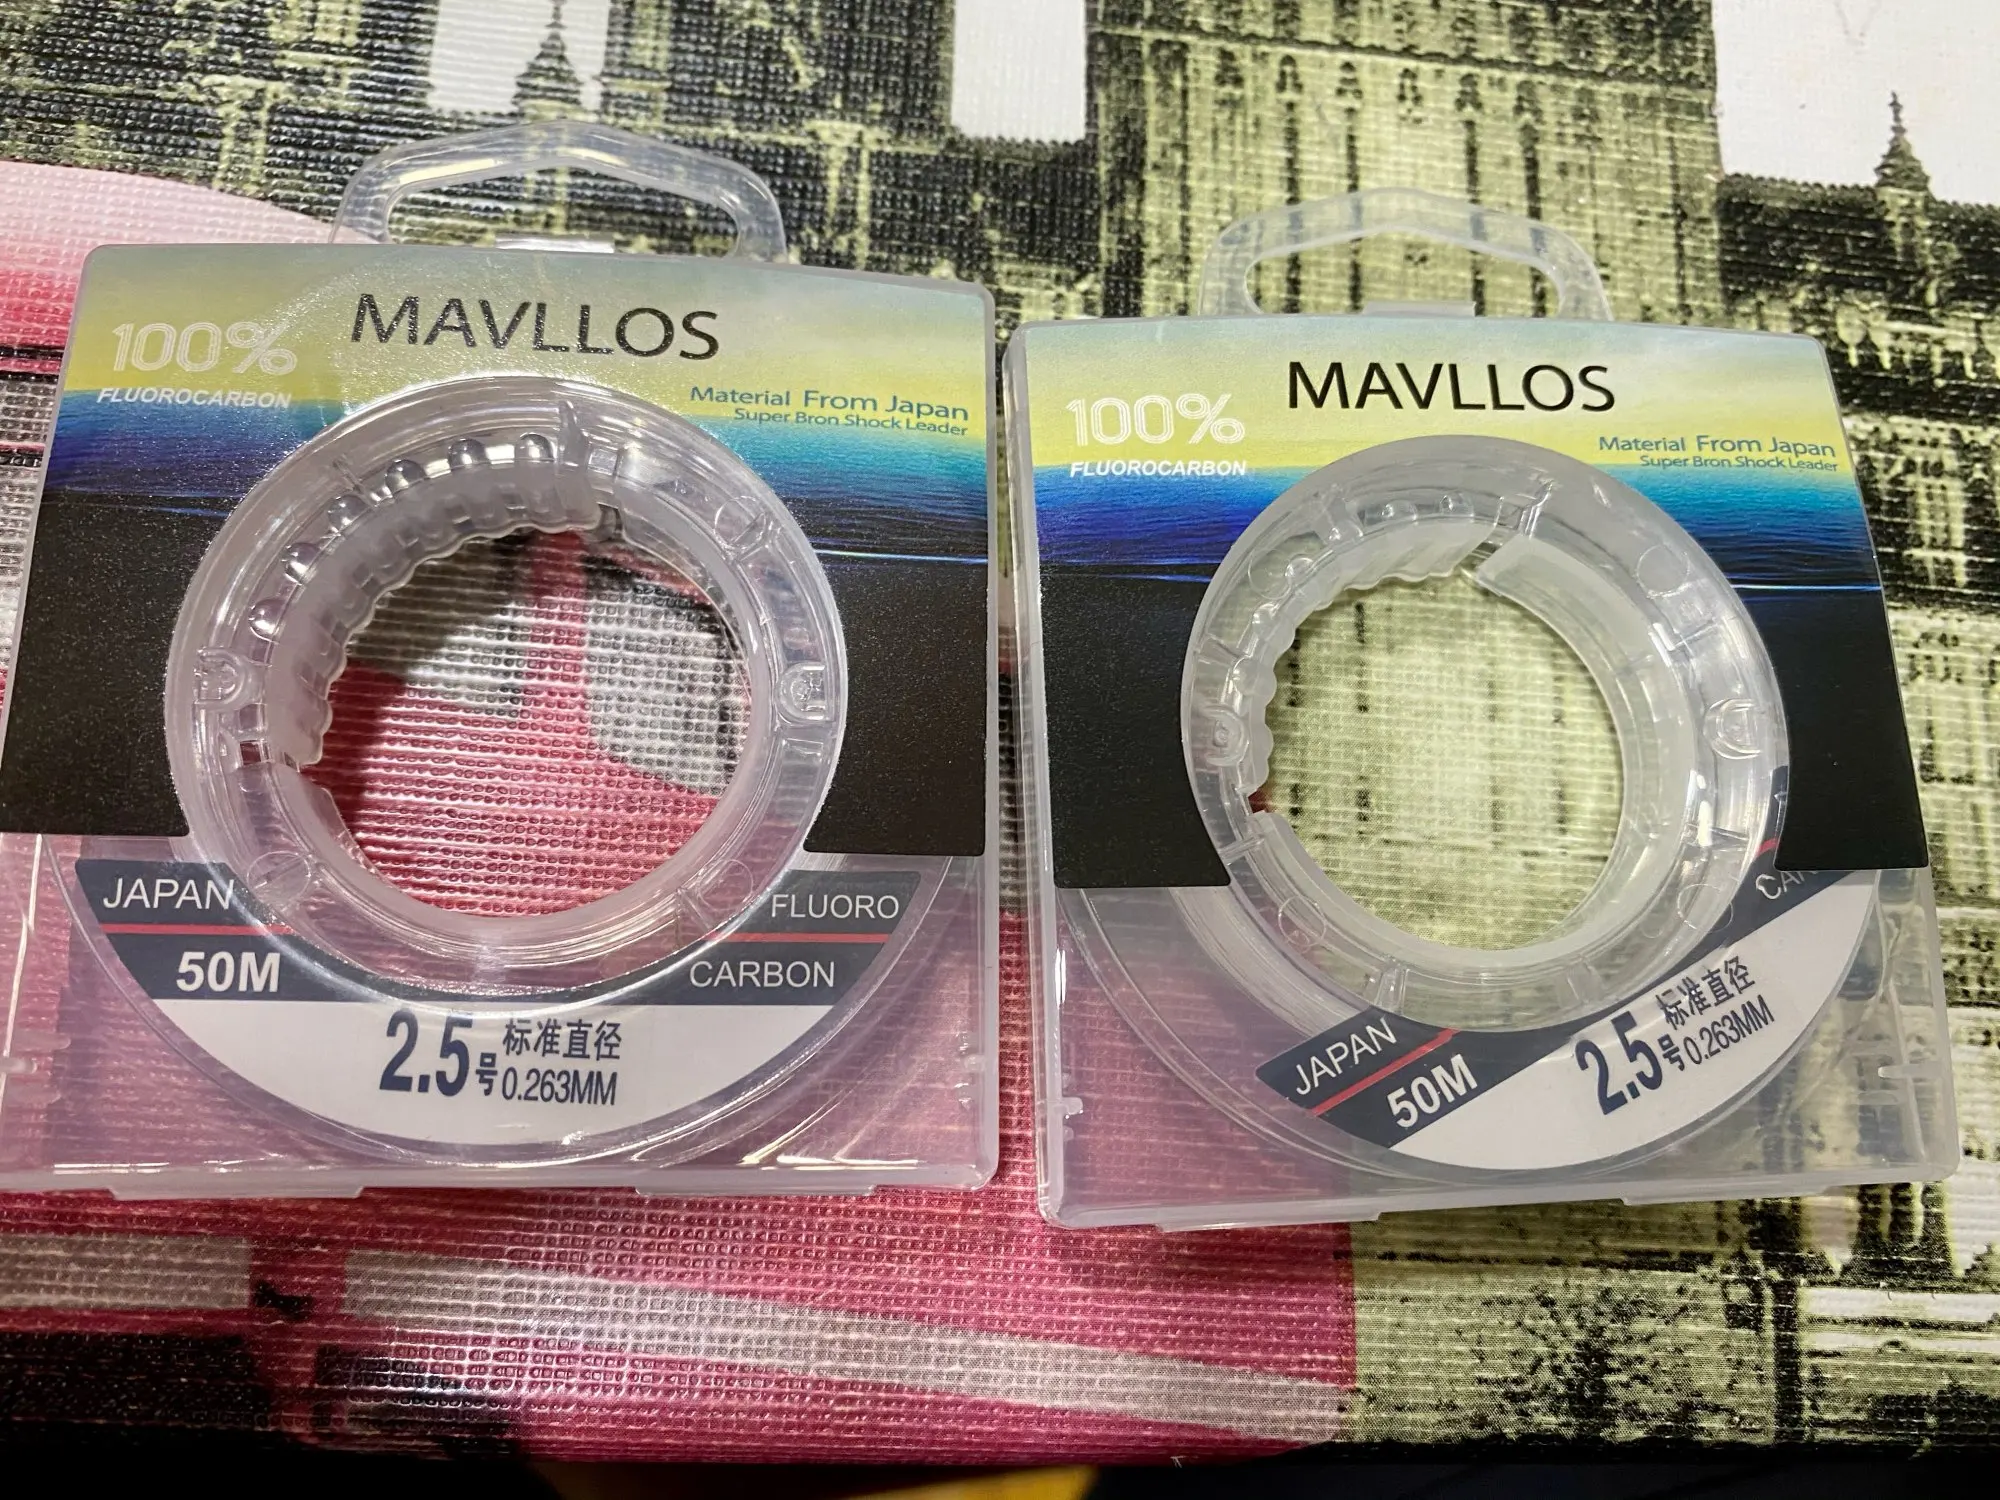 MAVLLOS
100%
FLUOROCARBON
Material From Japan
Super Bron Shock Leader
JAPAN
50M
FLUORO
CARBON
2.5号
标准直径
0.263MM
MAVLLOS
100%
FLUOROCARBON
Material From Japan
Super Bron Shock Leader
JAPAN
50M
2.5号
标准直径
0.263MM